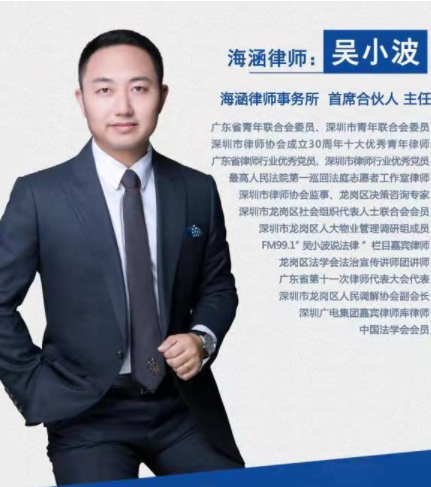 海涵律师：吴小波
海涵律师事务所 首席合伙人 主任
广东省青年联合会委员、深圳市青年联合会委员
深圳市律师协会成立30周年十大优秀青年律师
广东省律师行业优秀党员、深圳市律师行业优秀党员
最高人民法院第一巡回法庭志愿者工作室律师
深圳市律师协会监事、龙岗区决策咨询专家
深圳市龙岗区社会组织代表人士联合会会员
深圳市龙岗区人大物业管理调研组成员
FM99.1”吴小波说法律“栏目嘉宾律师
龙岗区法学会法治宣传讲师团讲师
广东省第十一次律师代表大会代表
深圳市龙岗区人民调解协会副会长
深圳广电集团嘉宾律师库律师
中国法学会会员